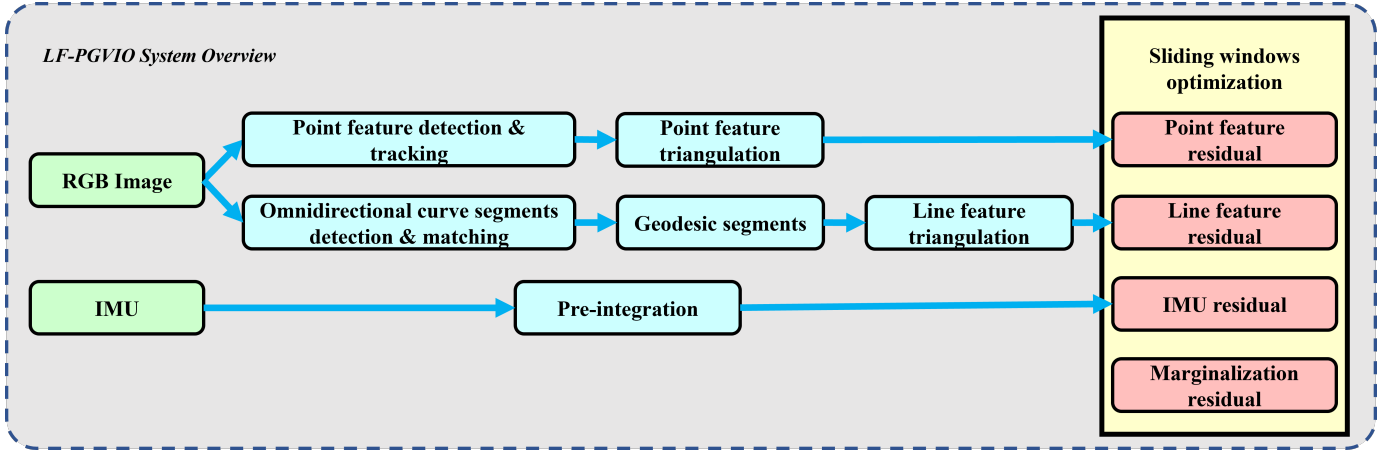 LF-PGVIO System Overview
Sliding windows
optimization
Point feature detection &
tracking
Point feature
triangulation
Point feature
residual
RGB Image
Omnidirectional curve segments
detection & matching
Geodesic segments
Line feature
triangulation
Line feature
residual
IMU
Pre-integration
IMU residual
Marginalization
residual